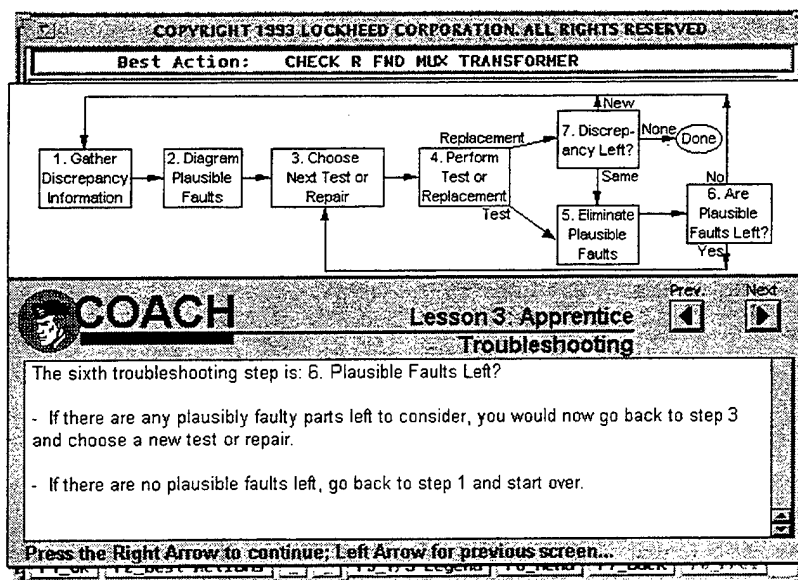 COPYRIGHT 1993 LOCKHEED CORPORATION. ALL RIGHTS RESERVED
Best Action: CHECK R FND MUX TRANSFORMER
1. Gather
Discrepancy
Information
2. Diagram
Plausible
Faults
3. Choose
Next Test or
Repair
4. Perform
Test or
Replacement
Replacement
Test
7. Discrep-
ancy Left?
New
None
Done
Same
5. Eliminate
Plausible
Faults
No
6. Are
Plausible
Faults Left?
Yes
COACH
Lesson 3: Apprentice
Troubleshooting
Prev.
Next
The sixth troubleshooting step is: 6. Plausible Faults Left?
- If there are any plausibly faulty parts left to consider, you would now go back to step 3
and choose a new test or repair.
- If there are no plausible faults left, go back to step 1 and start over.
Press the Right Arrow to continue; Left Arrow for previous screen...